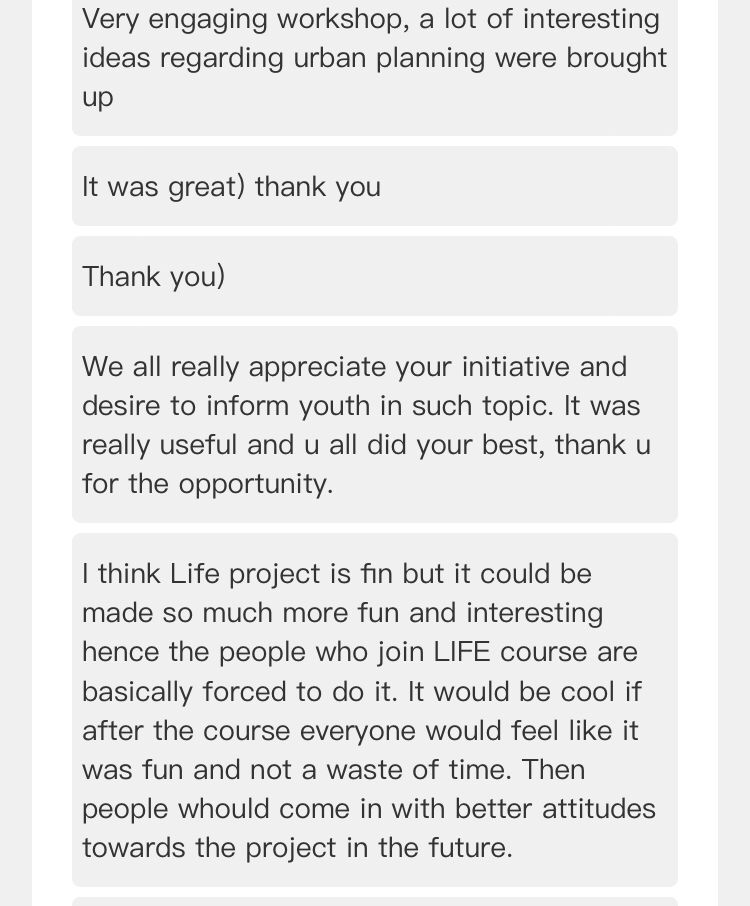 Very engaging workshop, a lot of interesting
ideas regarding urban planning were brought
up
It was great) thank you
Thank you)
We all really appreciate your initiative and
desire to inform youth in such topic. It was
really useful and u all did your best, thank u
for the opportunity.
I think Life project is fin but it could be
made so much more fun and interesting
hence the people who join LIFE course are
basically forced to do it. It would be cool if
after the course everyone would feel like it
was fun and not a waste of time. Then
people whould come in with better attitudes
towards the project in the future.